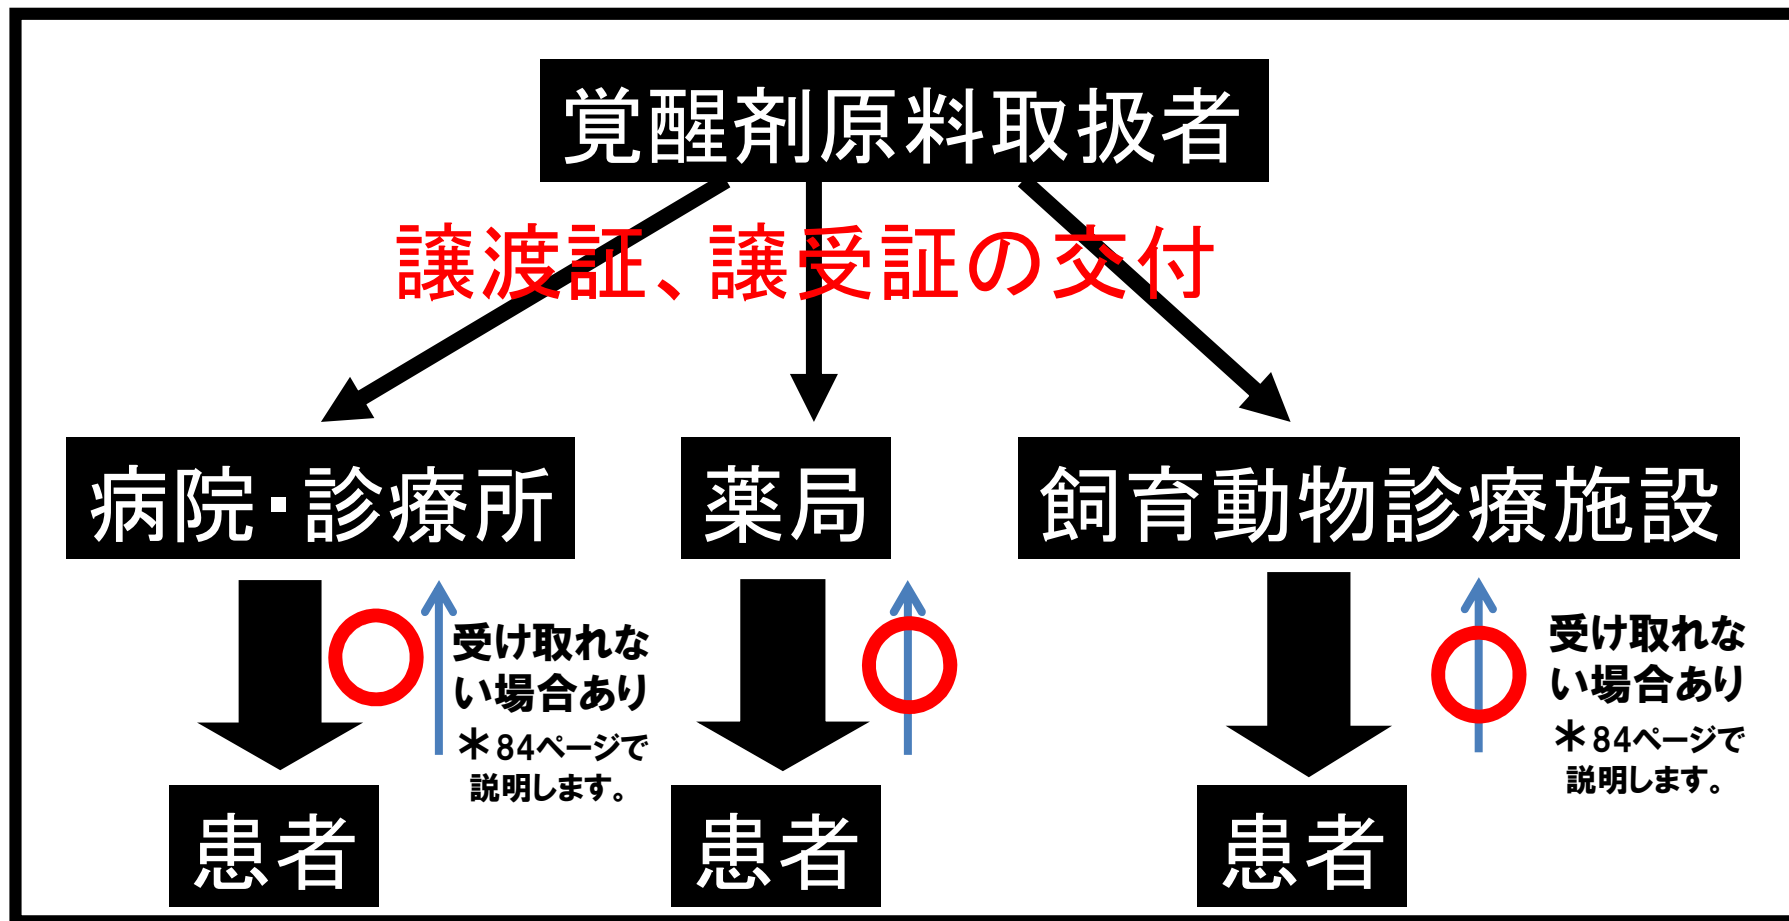 覚醒剤原料取扱者
譲渡証、譲受証の交付
病院・診療所
薬局
飼育動物診療施設
受け取れな
い場合あり
＊84ページで
説明します。
受け取れな
い場合あり
＊84ページで
説明します。
患者
患者
患者